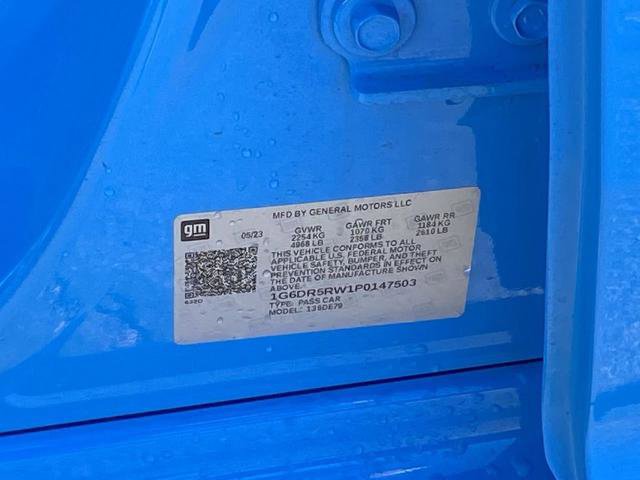 MFD BY GENERAL MOTORS LLC
gm
05/23
GVWR GAWR FRT GAWR RR
2254 KG 1070 KG 1184 KG
4968 LB 2358 LB 2610 LB
THIS VEHICLE CONFORMS TO ALL
APPLICABLE U.S. FEDERAL MOTOR
VEHICLE SAFETY, BUMPER, AND THEFT
PREVENTION STANDARDS IN EFFECT ON
THE DATE OF MANUFACTURE SHOWN
ABOVE.
1G6DR5RW1P0147503
TYPE: PASS CAR
MODEL: 136DE79